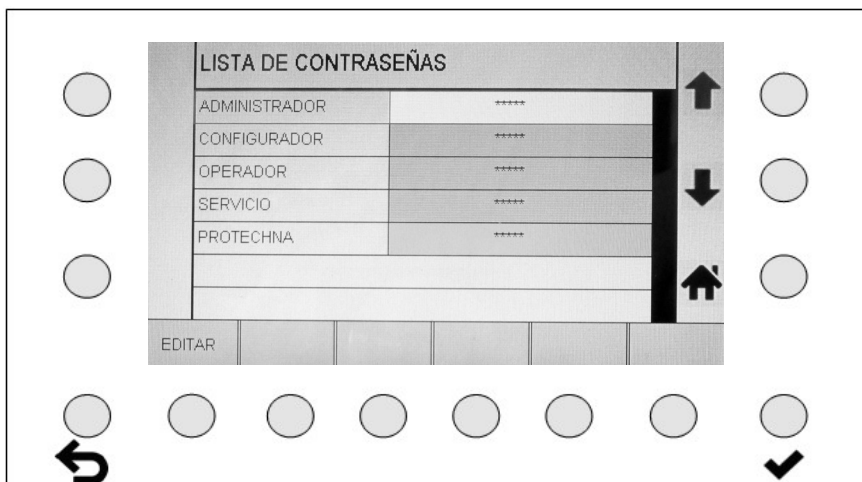 LISTA DE CONTRASEÑAS
ADMINISTRADOR *****
CONFIGURADOR *****
OPERADOR *****
SERVICIO *****
PROTECHNA *****
EDITAR